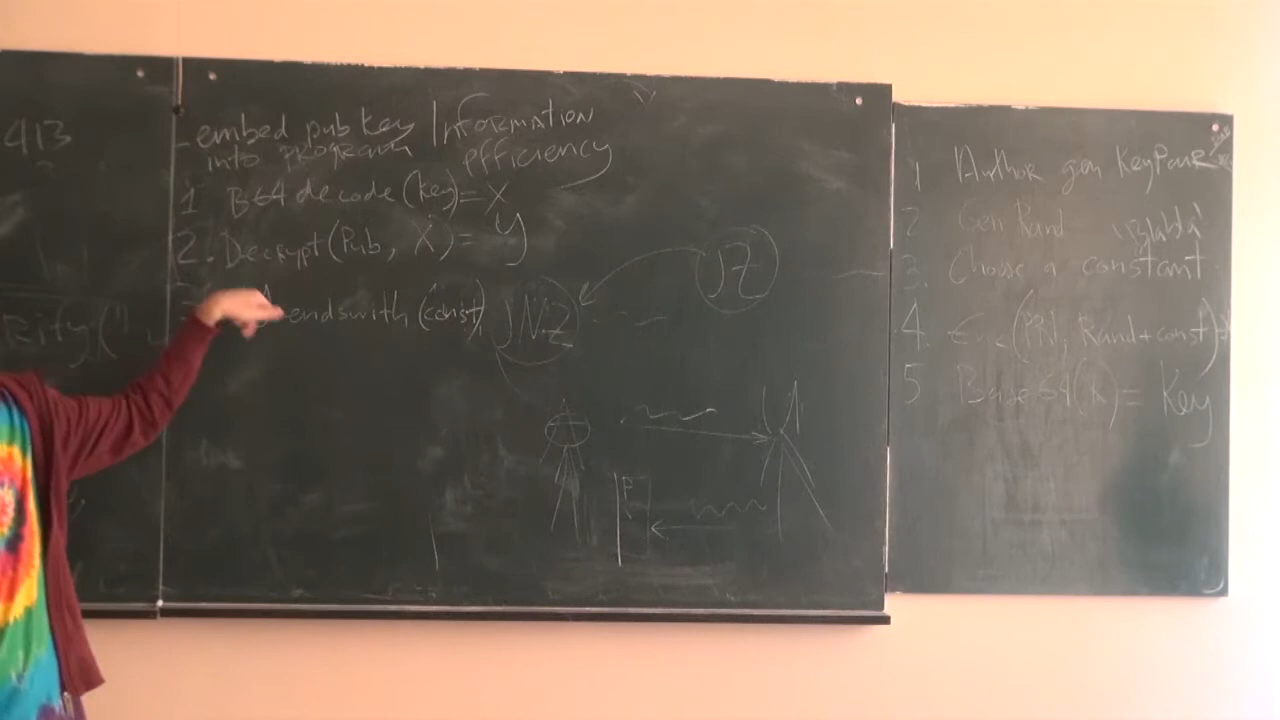 413
Rify("
- embed pub key
into program
Information
efficiency
1 B64 decode (key) = X
2. Decrypt (Pub, X) = Y
endswith (const)
JNZ
JZ
P
1 Author gen KeyPair
2 Gen Rand
3. Choose a constant
4. Enc (PRI, Rand + const)
5 Base64 (X) = Key